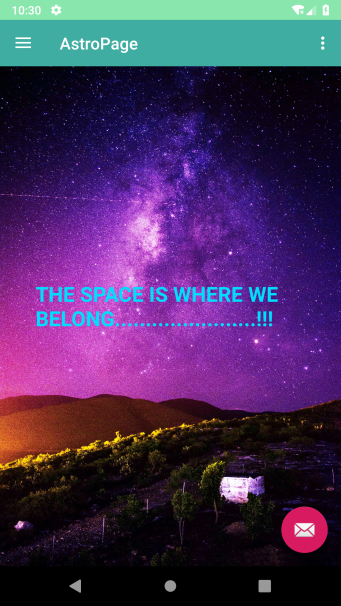 10:30
AstroPage
THE SPACE IS WHERE WE
BELONG.......................!!!